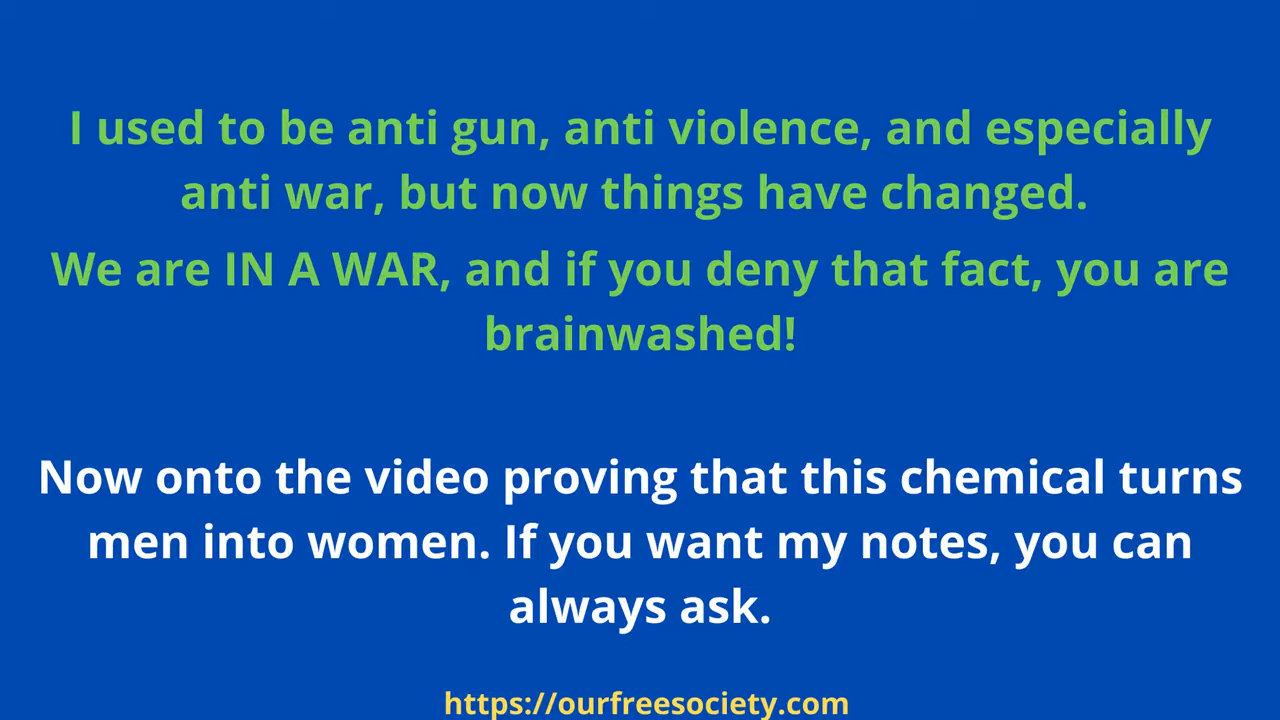 I used to be anti gun, anti violence, and especially
anti war, but now things have changed.
We are IN A WAR, and if you deny that fact, you are
brainwashed!
Now onto the video proving that this chemical turns
men into women. If you want my notes, you can
always ask.
https://ourfreesociety.com